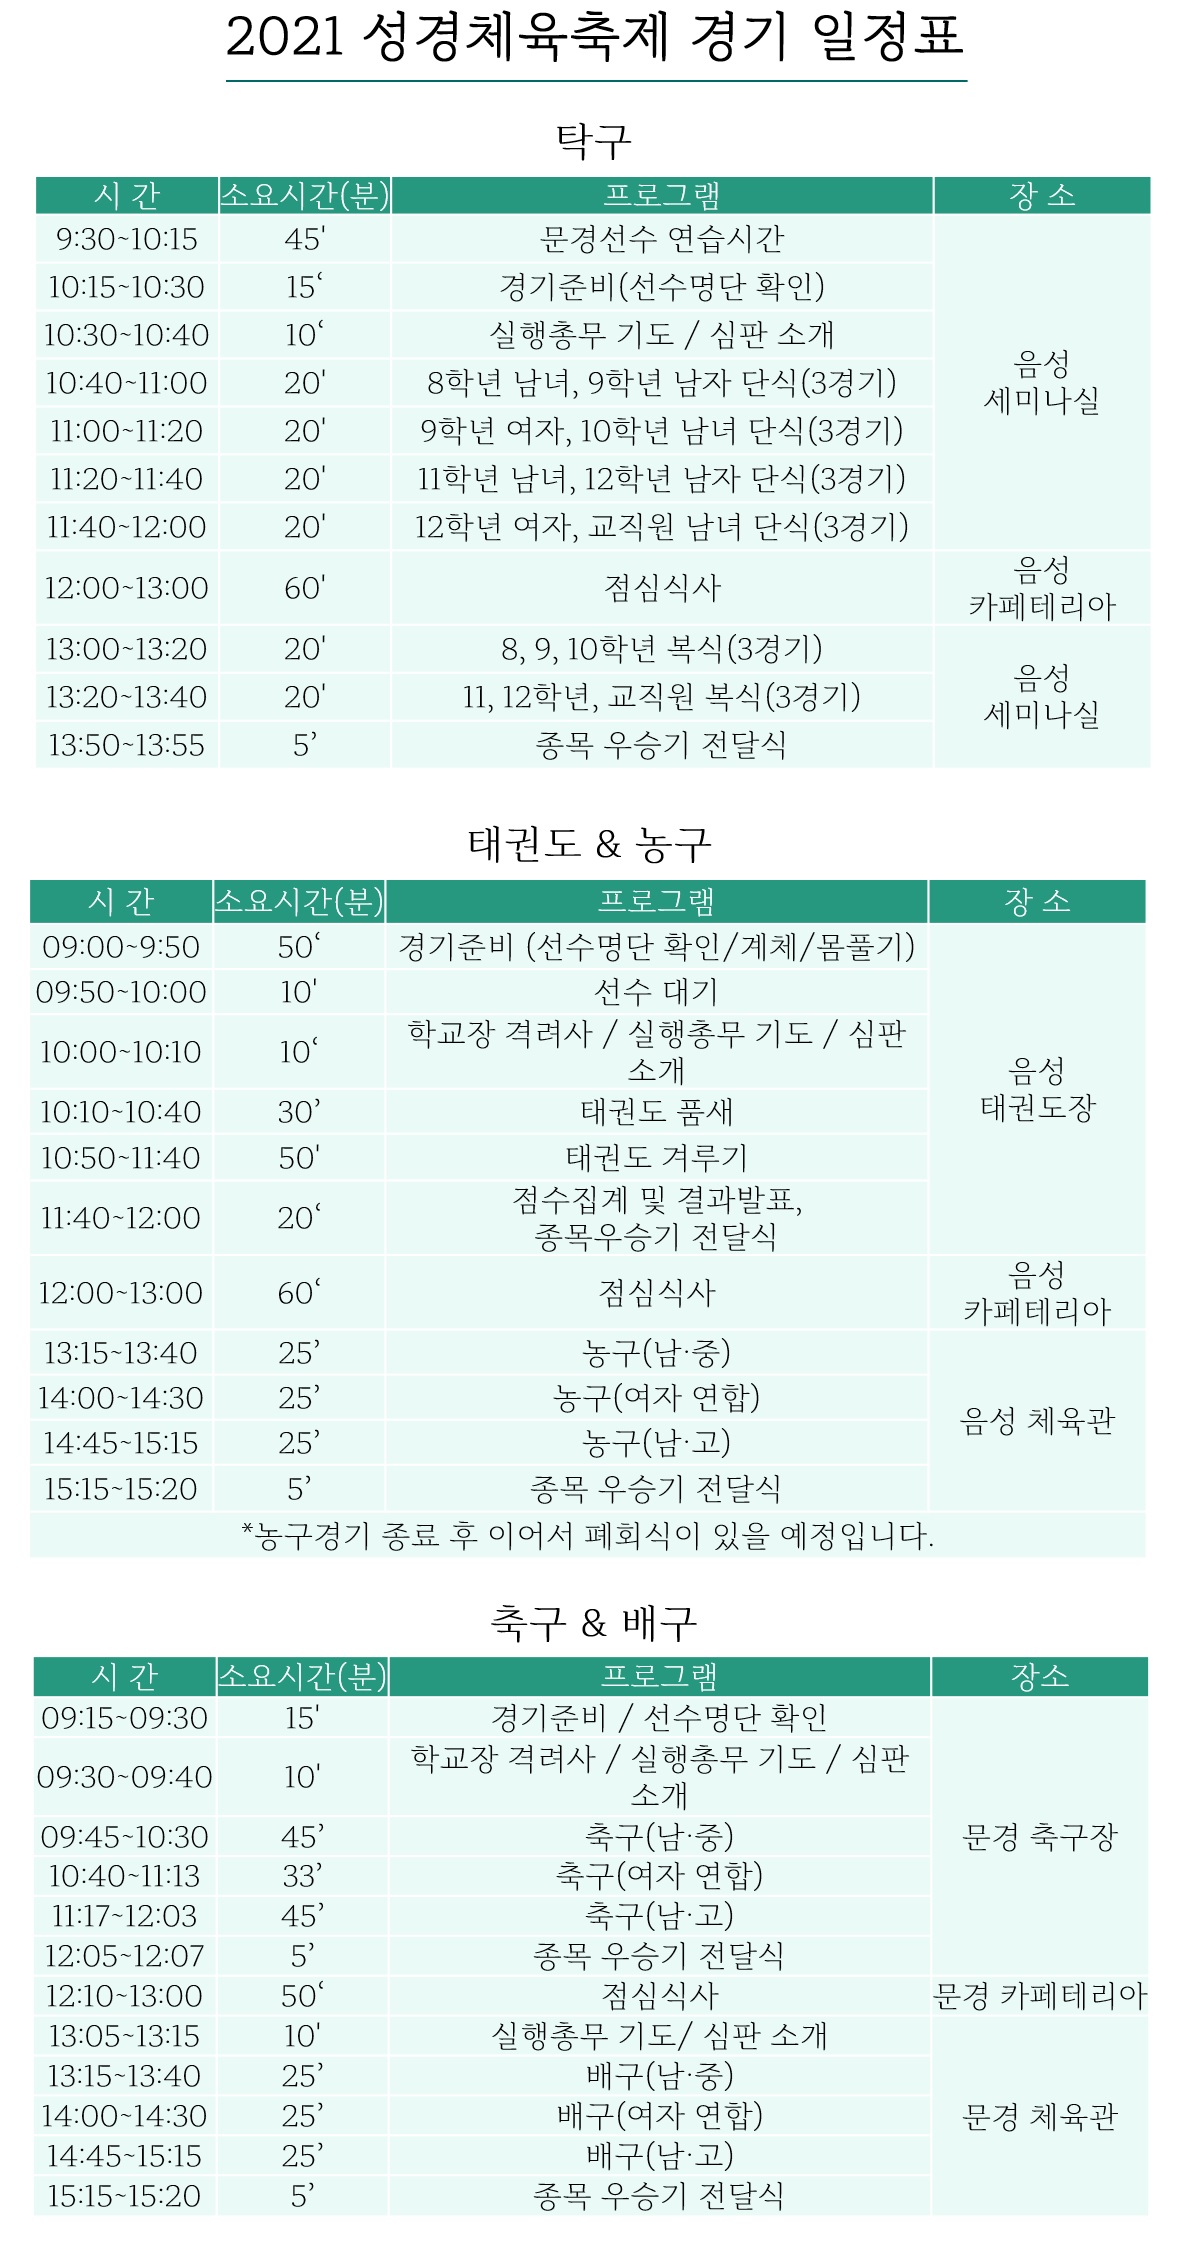 2021 성경체육축제 경기 일정표
탁구
시 간 소요시간(분) 프로그램 장 소
9:30~10:15 45' 문경선수 연습시간
10:15~10:30 15‘ 경기준비(선수명단 확인)
10:30~10:40 10‘ 실행총무 기도 / 심판 소개
10:40~11:00 20' 8학년 남녀, 9학년 남자 단식(3경기)
11:00~11:20 20' 9학년 여자, 10학년 남녀 단식(3경기)
11:20~11:40 20' 11학년 남녀, 12학년 남자 단식(3경기)
11:40~12:00 20' 12학년 여자, 교직원 남녀 단식(3경기)
음성
세미나실
12:00~13:00 60' 점심식사
음성
카페테리아
13:00~13:20 20' 8, 9, 10학년 복식(3경기)
13:20~13:40 20' 11, 12학년, 교직원 복식(3경기)
13:50~13:55 5’ 종목 우승기 전달식
음성
세미나실
태권도 & 농구
시 간 소요시간(분) 프로그램 장 소
09:00~9:50 50‘ 경기준비 (선수명단 확인/계체/몸풀기)
09:50~10:00 10' 선수 대기
10:00~10:10 10‘ 학교장 격려사 / 실행총무 기도 / 심판
소개
10:10~10:40 30’ 태권도 품새
10:50~11:40 50' 태권도 겨루기
11:40~12:00 20‘ 점수집계 및 결과발표,
종목우승기 전달식
음성
태권도장
12:00~13:00 60‘ 점심식사
음성
카페테리아
13:15~13:40 25’ 농구(남·중)
14:00~14:30 25’ 농구(여자 연합)
14:45~15:15 25’ 농구(남·고)
15:15~15:20 5’ 종목 우승기 전달식
음성 체육관
*농구경기 종료 후 이어서 폐회식이 있을 예정입니다.
축구 & 배구
시 간 소요시간(분) 프로그램 장소
09:15~09:30 15' 경기준비 / 선수명단 확인
09:30~09:40 10' 학교장 격려사 / 실행총무 기도 / 심판
소개
09:45~10:30 45’ 축구(남·중)
10:40~11:13 33’ 축구(여자 연합)
11:17~12:03 45’ 축구(남·고)
12:05~12:07 5’ 종목 우승기 전달식
문경 축구장
12:10~13:00 50‘ 점심식사 문경 카페테리아
13:05~13:15 10' 실행총무 기도/ 심판 소개
13:15~13:40 25’ 배구(남·중)
14:00~14:30 25’ 배구(여자 연합)
14:45~15:15 25’ 배구(남·고)
15:15~15:20 5’ 종목 우승기 전달식
문경 체육관